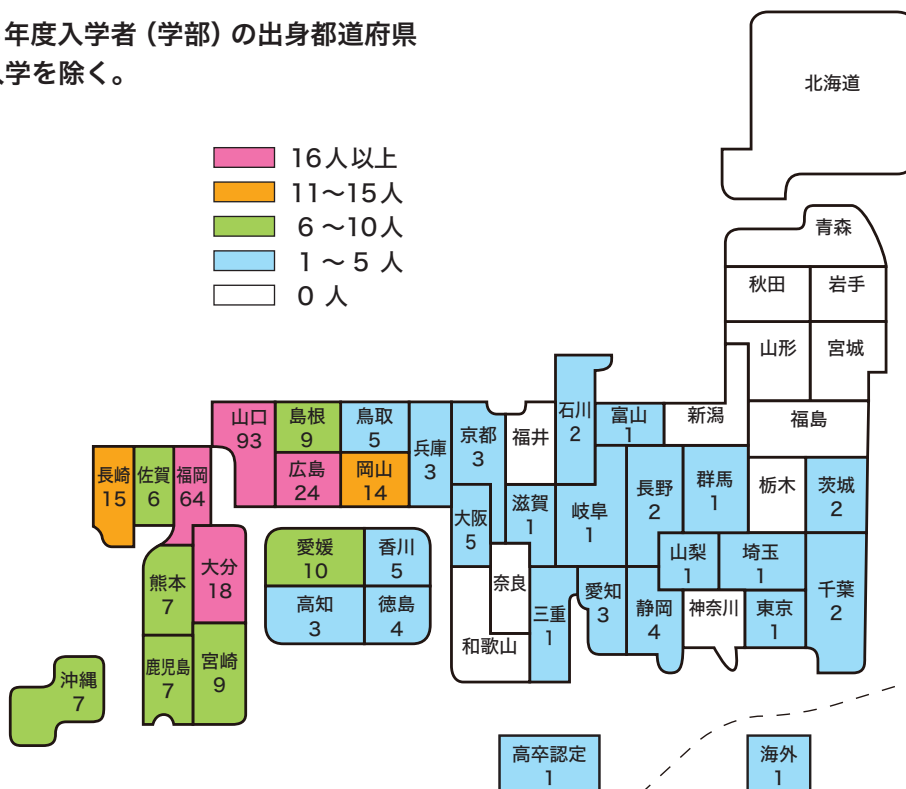 年度入学者（学部）の出身都道府県
入学を除く。
16人以上
11～15人
6～10人
1～5人
0人
北海道
青森
秋田
岩手
山形
宮城
新潟
福島
石川
2
富山
1
福井
山口
93
島根
9
鳥取
5
兵庫
3
京都
3
広島
24
岡山
14
長崎
15
佐賀
6
福岡
64
大阪
5
滋賀
1
岐阜
1
長野
2
群馬
1
栃木
茨城
2
山梨
1
埼玉
1
千葉
2
熊本
7
大分
18
愛媛
10
香川
5
高知
3
徳島
4
奈良
和歌山
三重
1
愛知
3
静岡
4
神奈川
東京
1
鹿児島
7
宮崎
9
沖縄
7
高卒認定
1
海外
1